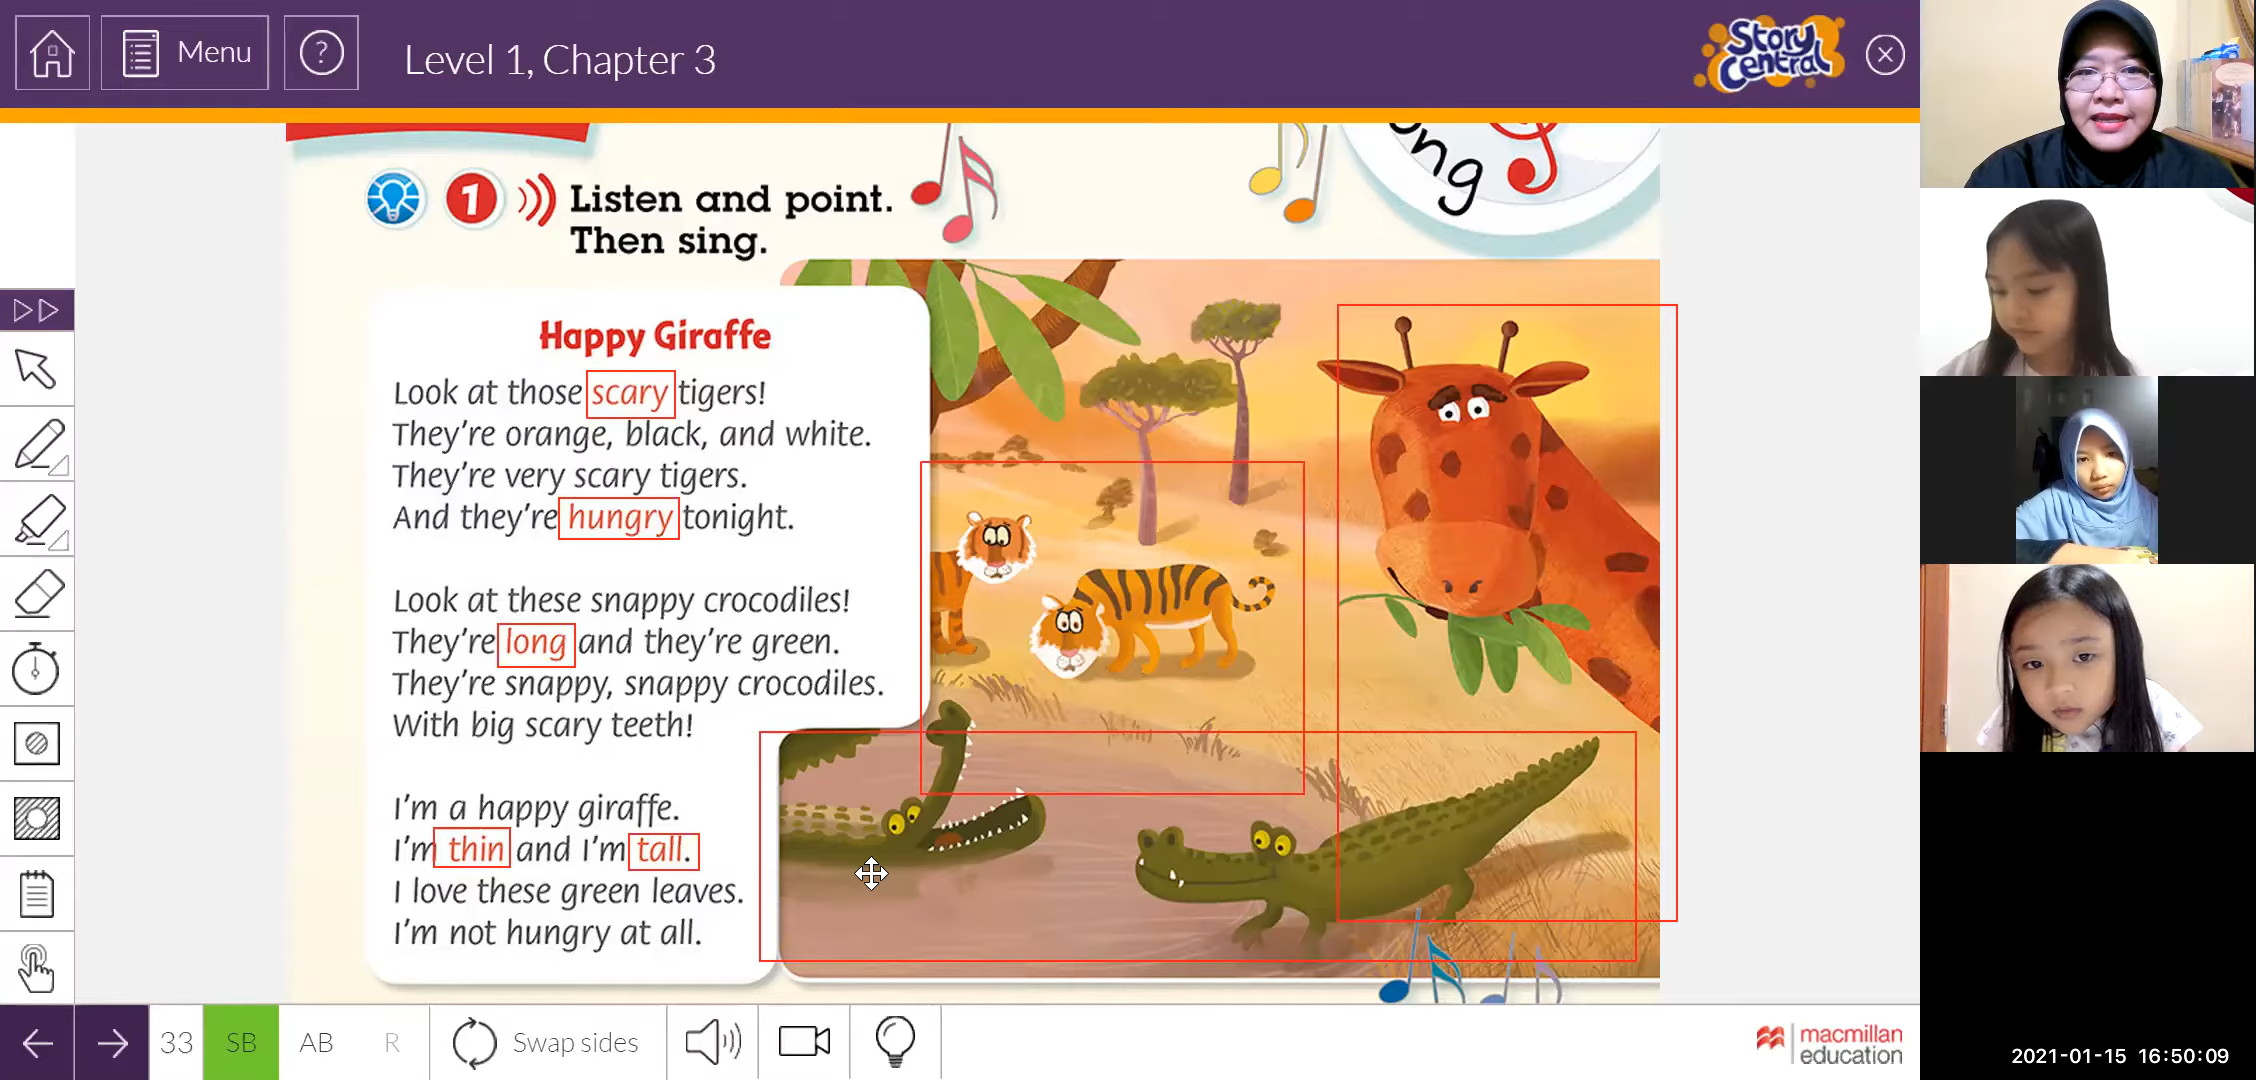 Menu
?
Level 1, Chapter 3
Story
Central
ong
1
Listen and point.
Then sing.
Happy Giraffe
Look at those scary tigers!
They're orange, black, and white.
They're very scary tigers.
And they're hungry tonight.
Look at these snappy crocodiles!
They're long and they're green.
They're snappy, snappy crocodiles.
With big scary teeth!
I'm a happy giraffe.
I'm thin and I'm tall.
I love these green leaves.
I'm not hungry at all.
33
SB
AB
R
Swap sides
macmillan
education
2021-01-15 16:50:09